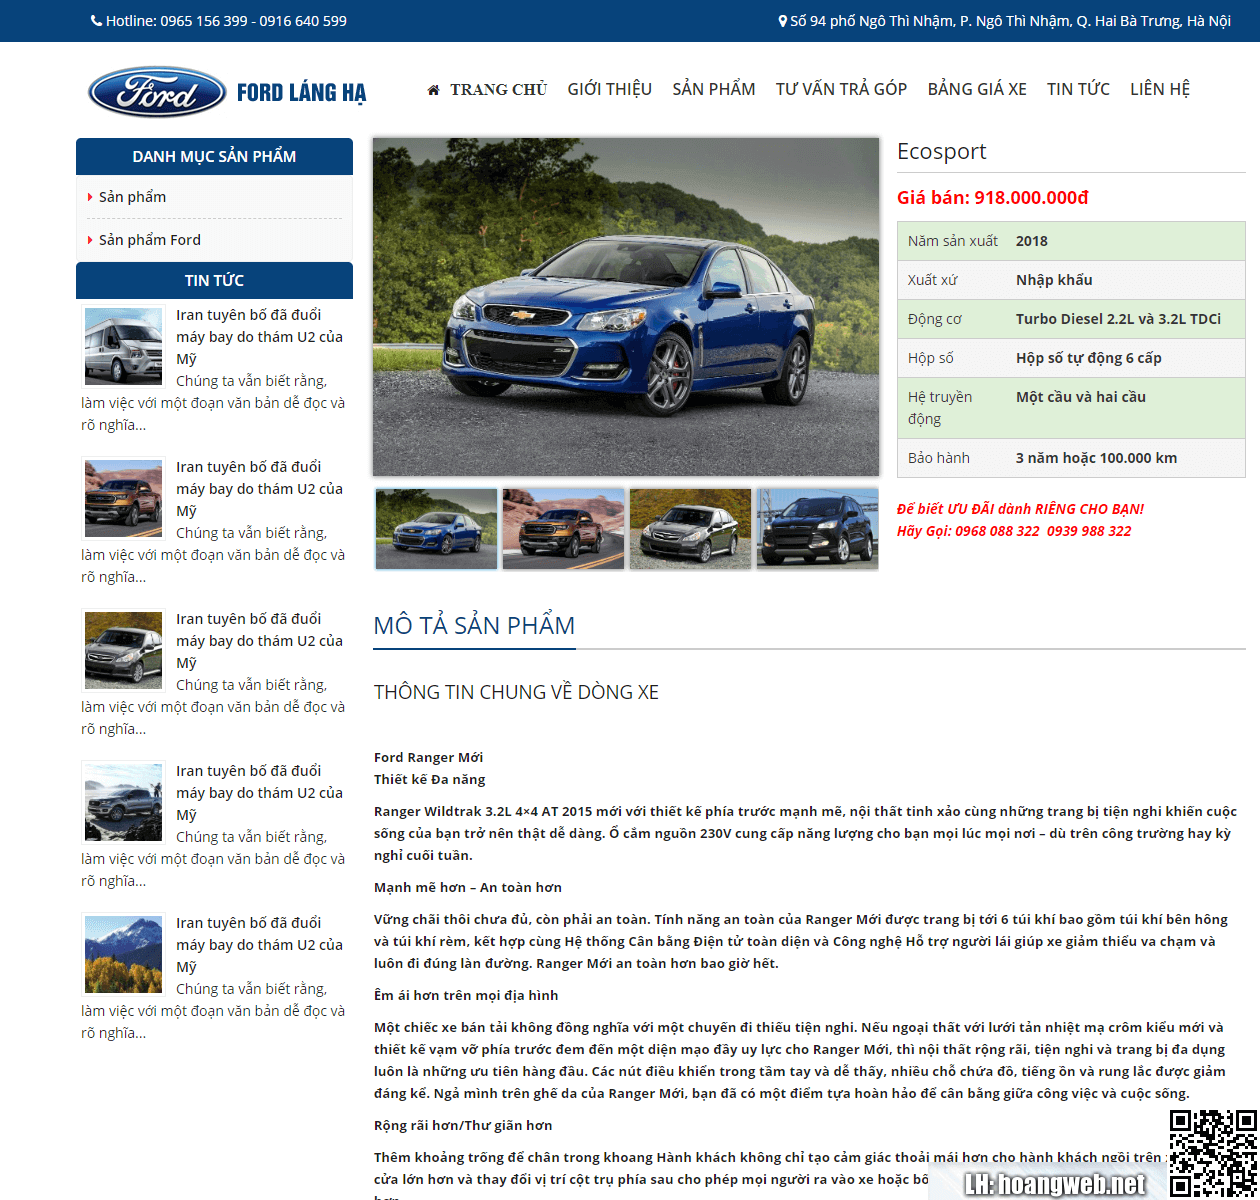 Hotline: 0965 156 399 - 0916 640 599
Số 94 phố Ngô Thì Nhậm, P. Ngô Thì Nhậm, Q. Hai Bà Trưng, Hà Nội
Ford FORD LÁNG HẠ
TRANG CHỦ GIỚI THIỆU SẢN PHẨM TƯ VẤN TRẢ GÓP BẢNG GIÁ XE TIN TỨC LIÊN HỆ
DANH MỤC SẢN PHẨM
Sản phẩm
Sản phẩm Ford
TIN TỨC
Iran tuyên bố đã đuổi
máy bay do thám U2 của
Mỹ
Chúng ta vẫn biết rằng,
làm việc với một đoạn văn bản dễ đọc và
rõ nghĩa...
Iran tuyên bố đã đuổi
máy bay do thám U2 của
Mỹ
Chúng ta vẫn biết rằng,
làm việc với một đoạn văn bản dễ đọc và
rõ nghĩa...
Iran tuyên bố đã đuổi
máy bay do thám U2 của
Mỹ
Chúng ta vẫn biết rằng,
làm việc với một đoạn văn bản dễ đọc và
rõ nghĩa...
Iran tuyên bố đã đuổi
máy bay do thám U2 của
Mỹ
Chúng ta vẫn biết rằng,
làm việc với một đoạn văn bản dễ đọc và
rõ nghĩa...
Iran tuyên bố đã đuổi
máy bay do thám U2 của
Mỹ
Chúng ta vẫn biết rằng,
làm việc với một đoạn văn bản dễ đọc và
rõ nghĩa...
Ecosport
Giá bán: 918.000.000đ
Năm sản xuất 2018
Xuất xứ Nhập khẩu
Động cơ Turbo Diesel 2.2L và 3.2L TDCi
Hộp số Hộp số tự động 6 cấp
Hệ truyền Một cầu và hai cầu
động
Bảo hành 3 năm hoặc 100.000 km
Để biết ƯU ĐÃI dành RIÊNG CHO BẠN!
Hãy Gọi: 0968 088 322 0939 988 322
MÔ TẢ SẢN PHẨM
THÔNG TIN CHUNG VỀ DÒNG XE
Ford Ranger Mới
Thiết kế Đa năng
Ranger Wildtrak 3.2L 4×4 AT 2015 mới với thiết kế phía trước mạnh mẽ, nội thất tinh xảo cùng những trang bị tiện nghi khiến cuộc
sống của bạn trở nên thật dễ dàng. Ổ cắm nguồn 230V cung cấp năng lượng cho bạn mọi lúc mọi nơi – dù trên công trường hay kỳ
nghỉ cuối tuần.
Mạnh mẽ hơn – An toàn hơn
Vững chãi thôi chưa đủ, còn phải an toàn. Tính năng an toàn của Ranger Mới được trang bị tới 6 túi khí bao gồm túi khí bên hông
và túi khí rèm, kết hợp cùng Hệ thống Cân bằng Điện tử toàn diện và Công nghệ Hỗ trợ người lái giúp xe giảm thiểu va chạm và
luôn đi đúng làn đường. Ranger Mới an toàn hơn bao giờ hết.
Êm ái hơn trên mọi địa hình
Một chiếc xe bán tải không đồng nghĩa với một chuyến đi thiếu tiện nghi. Nếu ngoại thất với lưới tản nhiệt mạ crôm kiểu mới và
thiết kế vạm vỡ phía trước đem đến một diện mạo đầy uy lực cho Ranger Mới, thì nội thất rộng rãi, tiện nghi và trang bị đa dụng
luôn là những ưu tiên hàng đầu. Các nút điều khiển trong tầm tay và dễ thấy, nhiều chỗ chứa đồ, tiếng ồn và rung lắc được giảm
đáng kể. Ngả mình trên ghế da của Ranger Mới, bạn đã có một điểm tựa hoàn hảo để cân bằng giữa công việc và cuộc sống.
Rộng rãi hơn/Thư giãn hơn
Thêm khoảng trống để chân trong khoang Hành khách không chỉ tạo cảm giác thoải mái hơn cho hành khách ngồi trên
cửa lớn hơn và thay đổi vị trí cột trụ phía sau cho phép mọi người ra vào xe hoặc
LH: hoangweb.net